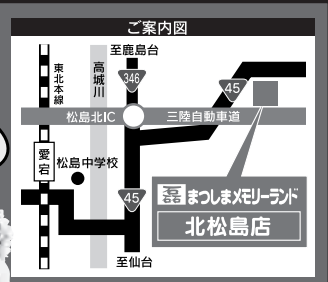 ご案内図
至鹿島台
東北本線
高城川
346
45
松島北IC
三陸自動車道
愛宕
松島中学校
45
磊 まつしまメモリーランド
北松島店
至仙台